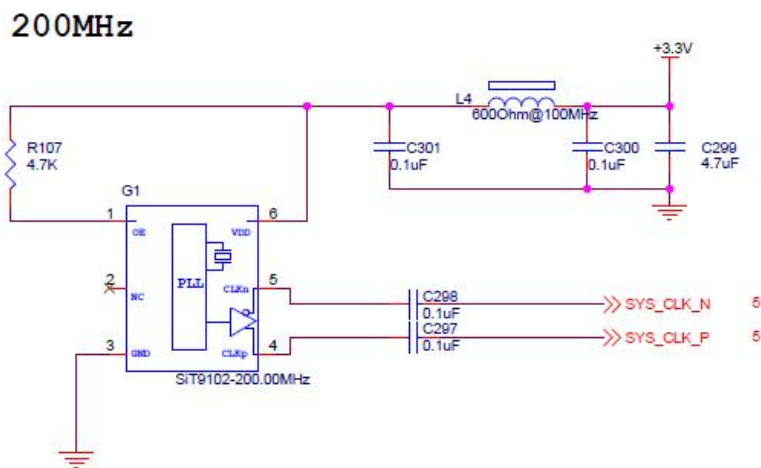 200MHz
+3.3V
L4
600Ohm@100MHz
R107
4.7K
C301
0.1uF
C300
0.1uF
C299
4.7uF
G1
1
OE
VDD
6
2
NC
PLL
CLKn
5
C298
0.1uF
SYS_CLK_N
5
3
GND
CLKp
4
C297
0.1uF
SYS_CLK_P
5
SiT9102-200.00MHz